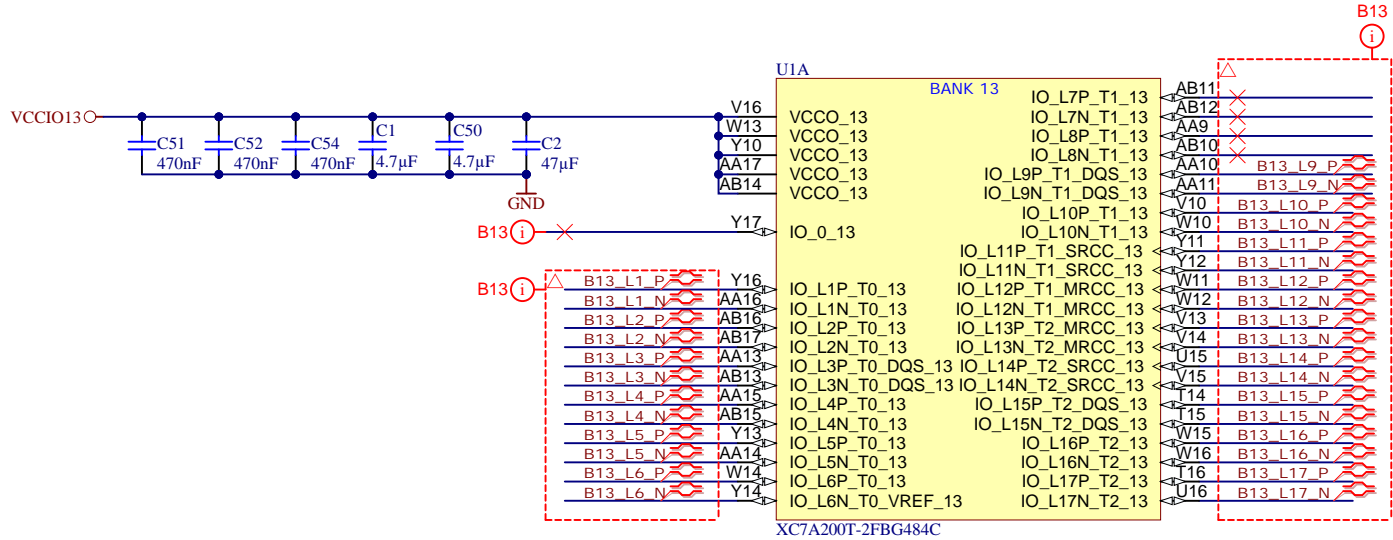 B13
i
U1A
BANK 13
VCCIO13
C51 470nF
C52 470nF
C54 470nF
C1 4.7µF
C50 4.7µF
C2 47µF
GND
V16 VCCO_13
W13 VCCO_13
Y10 VCCO_13
AA17 VCCO_13
AB14 VCCO_13
B13 i Y17 IO_0_13
B13 i
B13_L1_P Y16 IO_L1P_T0_13
B13_L1_N AA16 IO_L1N_T0_13
B13_L2_P AB16 IO_L2P_T0_13
B13_L2_N AB17 IO_L2N_T0_13
B13_L3_P AA13 IO_L3P_T0_DQS_13
B13_L3_N AB13 IO_L3N_T0_DQS_13
B13_L4_P AA15 IO_L4P_T0_13
B13_L4_N AB15 IO_L4N_T0_13
B13_L5_P Y13 IO_L5P_T0_13
B13_L5_N AA14 IO_L5N_T0_13
B13_L6_P W14 IO_L6P_T0_13
B13_L6_N Y14 IO_L6N_T0_VREF_13
IO_L7P_T1_13 AB11
IO_L7N_T1_13 AB12
IO_L8P_T1_13 AA9
IO_L8N_T1_13 AB10
IO_L9P_T1_DQS_13 AA10 B13_L9_P
IO_L9N_T1_DQS_13 AA11 B13_L9_N
IO_L10P_T1_13 V10 B13_L10_P
IO_L10N_T1_13 W10 B13_L10_N
IO_L11P_T1_SRCC_13 Y11 B13_L11_P
IO_L11N_T1_SRCC_13 Y12 B13_L11_N
IO_L12P_T1_MRCC_13 W11 B13_L12_P
IO_L12N_T1_MRCC_13 W12 B13_L12_N
IO_L13P_T2_MRCC_13 V13 B13_L13_P
IO_L13N_T2_MRCC_13 V14 B13_L13_N
IO_L14P_T2_SRCC_13 U15 B13_L14_P
IO_L14N_T2_SRCC_13 V15 B13_L14_N
IO_L15P_T2_DQS_13 T14 B13_L15_P
IO_L15N_T2_DQS_13 T15 B13_L15_N
IO_L16P_T2_13 W15 B13_L16_P
IO_L16N_T2_13 W16 B13_L16_N
IO_L17P_T2_13 T16 B13_L17_P
IO_L17N_T2_13 U16 B13_L17_N
XC7A200T-2FBG484C